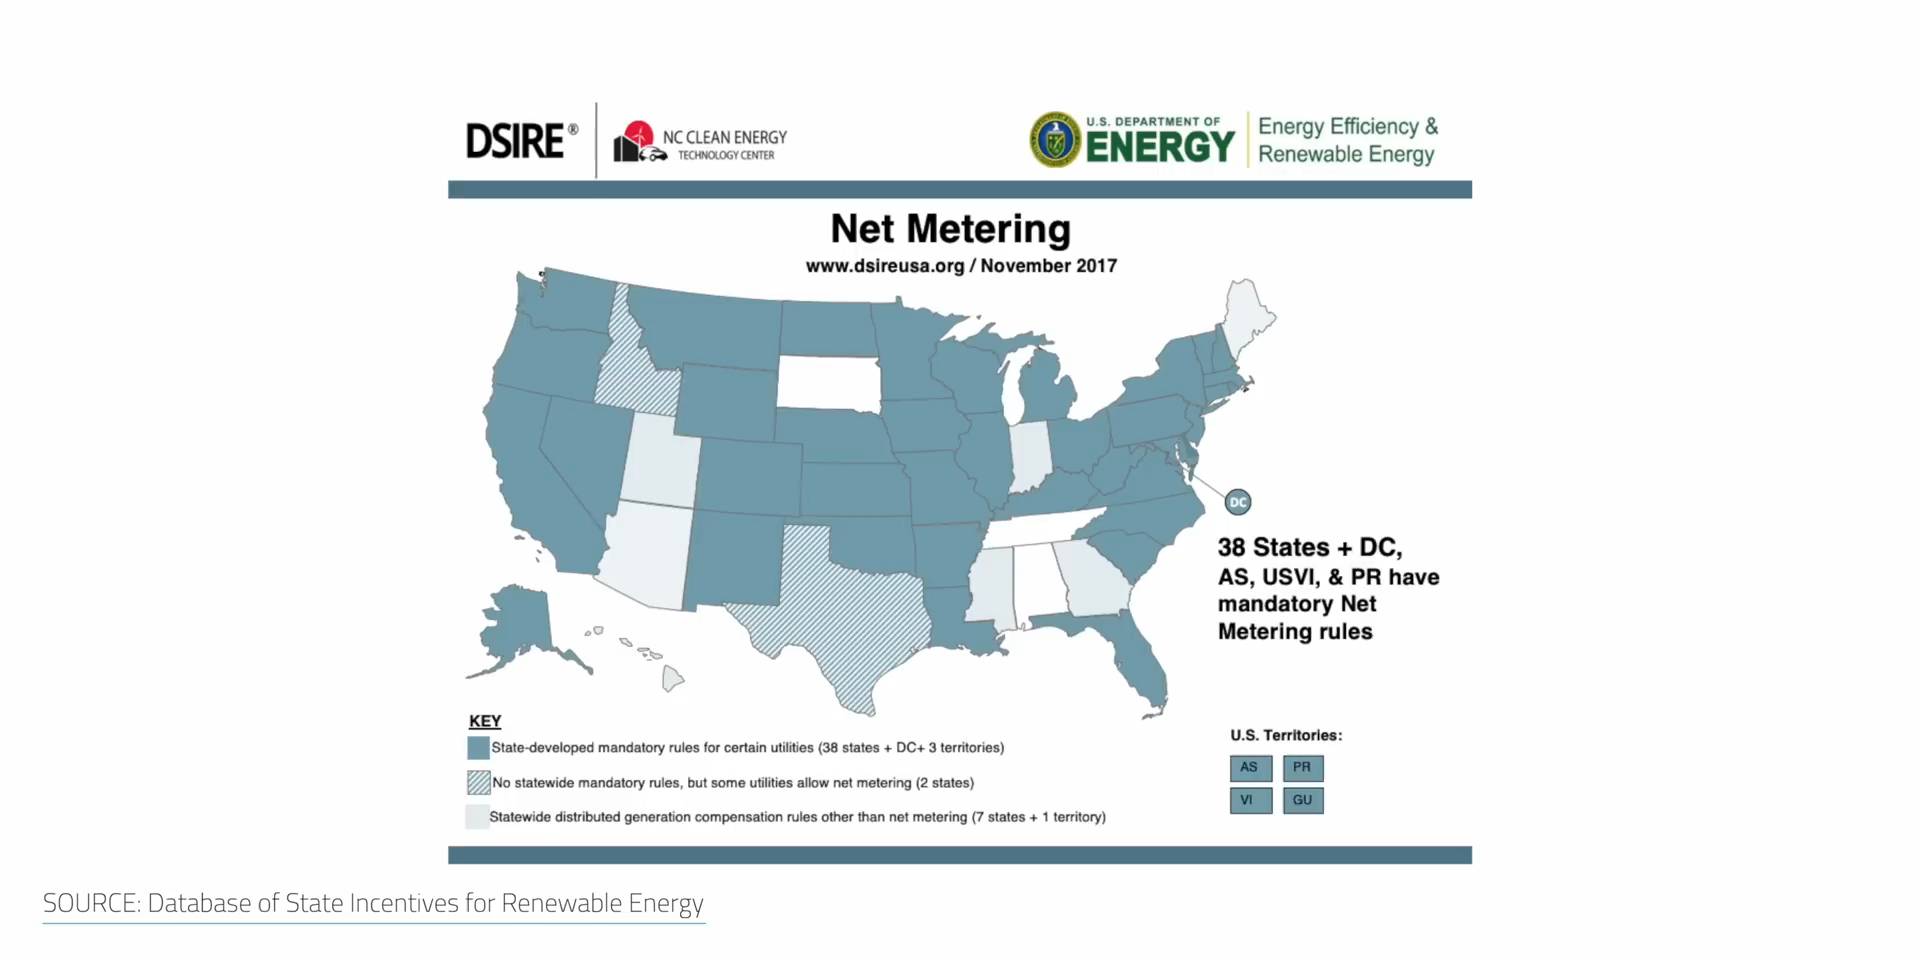 DSIRE®
NC CLEAN ENERGY
TECHNOLOGY CENTER
U.S. DEPARTMENT OF
ENERGY
Energy Efficiency &
Renewable Energy
Net Metering
www.dsireusa.org / November 2017
DC
38 States + DC,
AS, USVI, & PR have
mandatory Net
Metering rules
KEY
State-developed mandatory rules for certain utilities (38 states + DC+ 3 territories)
No statewide mandatory rules, but some utilities allow net metering (2 states)
Statewide distributed generation compensation rules other than net metering (7 states + 1 territory)
U.S. Territories:
AS PR
VI GU
SOURCE: Database of State Incentives for Renewable Energy